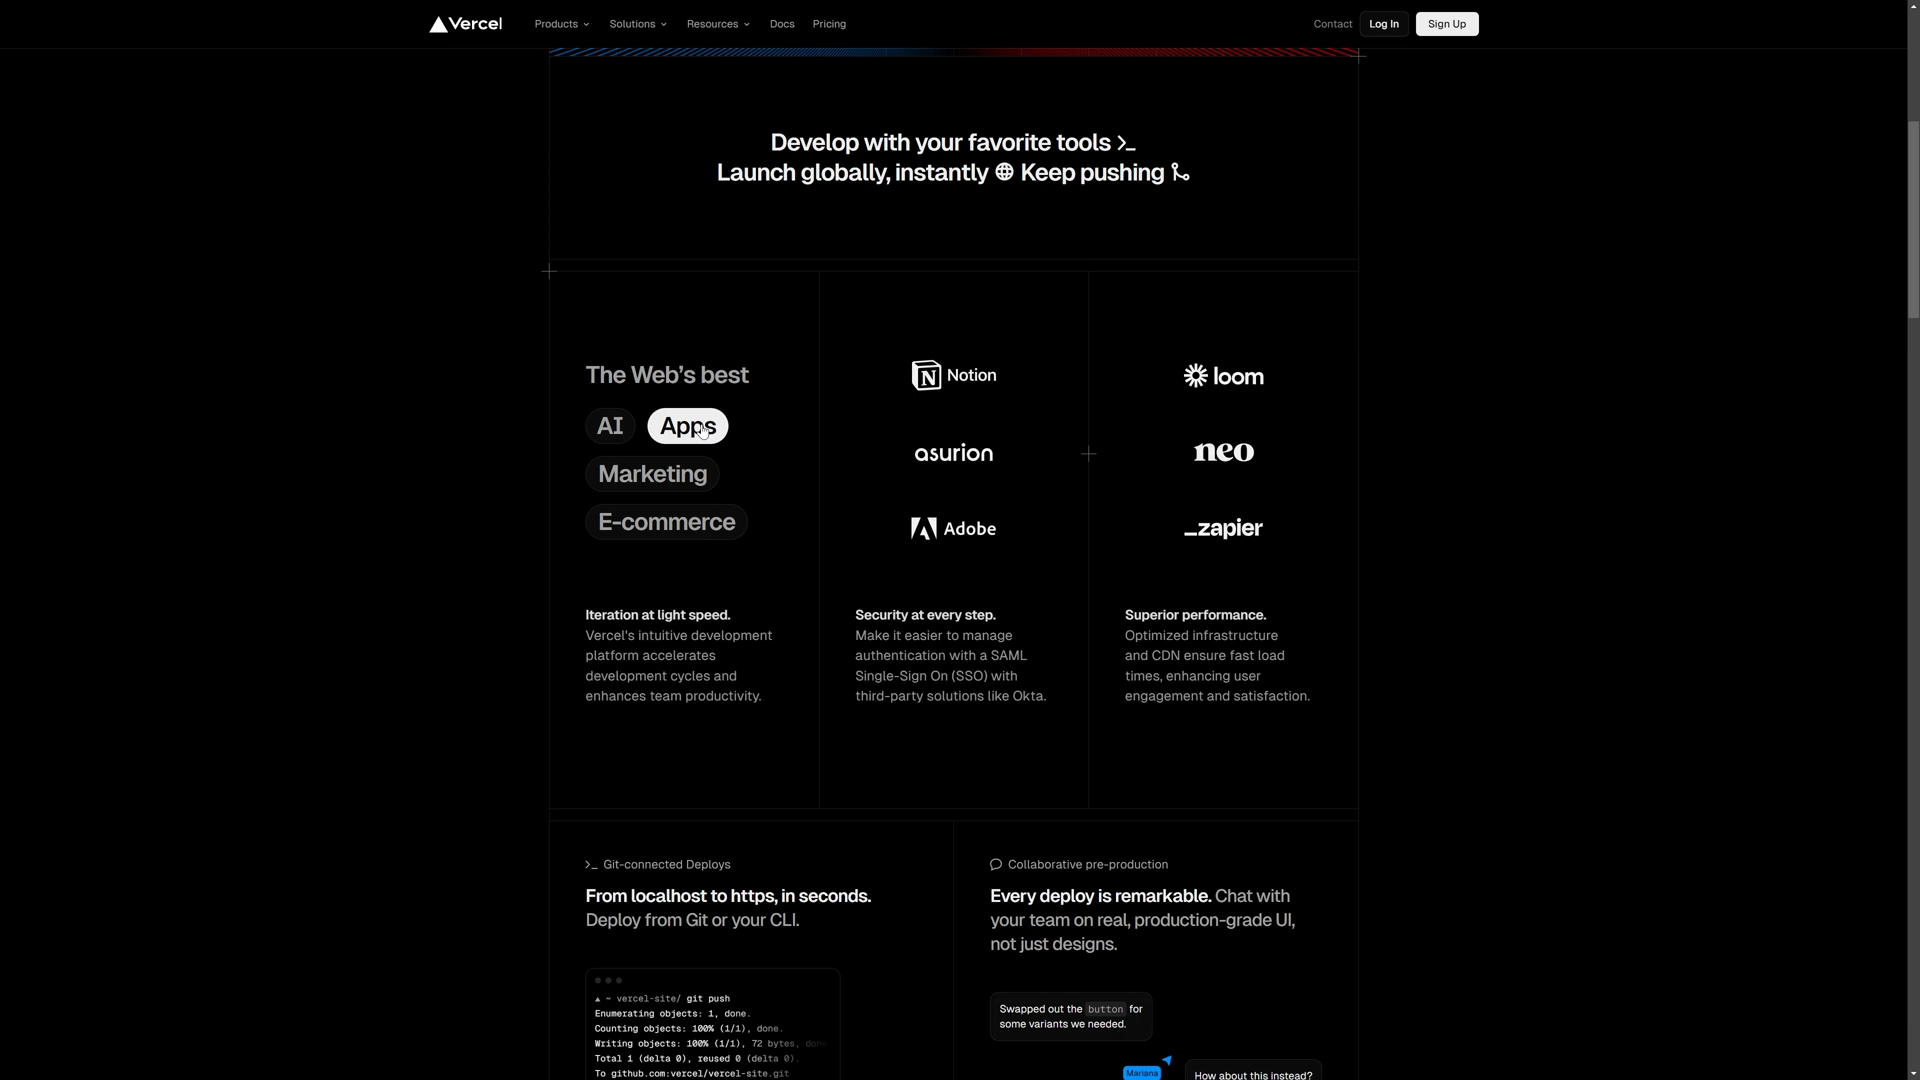 Vercel
Products
Solutions
Resources
Docs
Pricing
Contact
Log In
Sign Up
Develop with your favorite tools
Launch globally, instantly Keep pushing
The Web’s best
AI Apps
Marketing
E-commerce
Notion
loom
asurion
neo
Adobe
_zapier
Iteration at light speed.
Vercel's intuitive development
platform accelerates
development cycles and
enhances team productivity.
Security at every step.
Make it easier to manage
authentication with a SAML
Single-Sign On (SSO) with
third-party solutions like Okta.
Superior performance.
Optimized infrastructure
and CDN ensure fast load
times, enhancing user
engagement and satisfaction.
Git-connected Deploys
From localhost to https, in seconds.
Deploy from Git or your CLI.
▲ ~ vercel-site/ git push
Enumerating objects: 1, done.
Counting objects: 100% (1/1), done.
Writing objects: 100% (1/1), 72 bytes, done
Total 1 (delta 0), reused 0 (delta 0).
To github.com:vercel/vercel-site.git
Collaborative pre-production
Every deploy is remarkable. Chat with
your team on real, production-grade UI,
not just designs.
Swapped out the button for
some variants we needed.
Mariana
How about this instead?